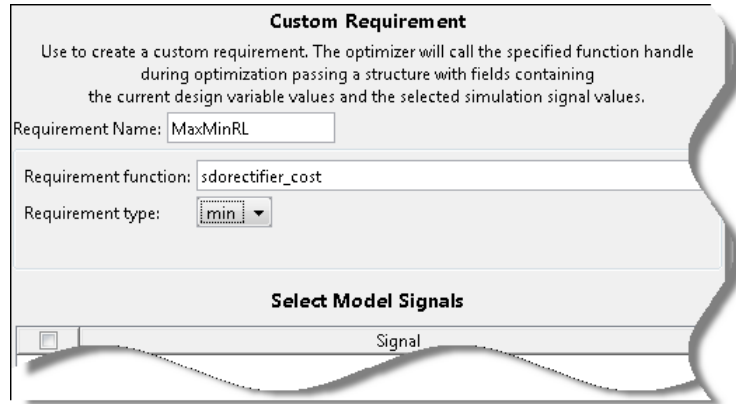 Custom Requirement
Use to create a custom requirement. The optimizer will call the specified function handle
during optimization passing a structure with fields containing
the current design variable values and the selected simulation signal values.
Requirement Name: MaxMinRL
Requirement function: sdorectifier_cost
Requirement type: min
Select Model Signals
Signal